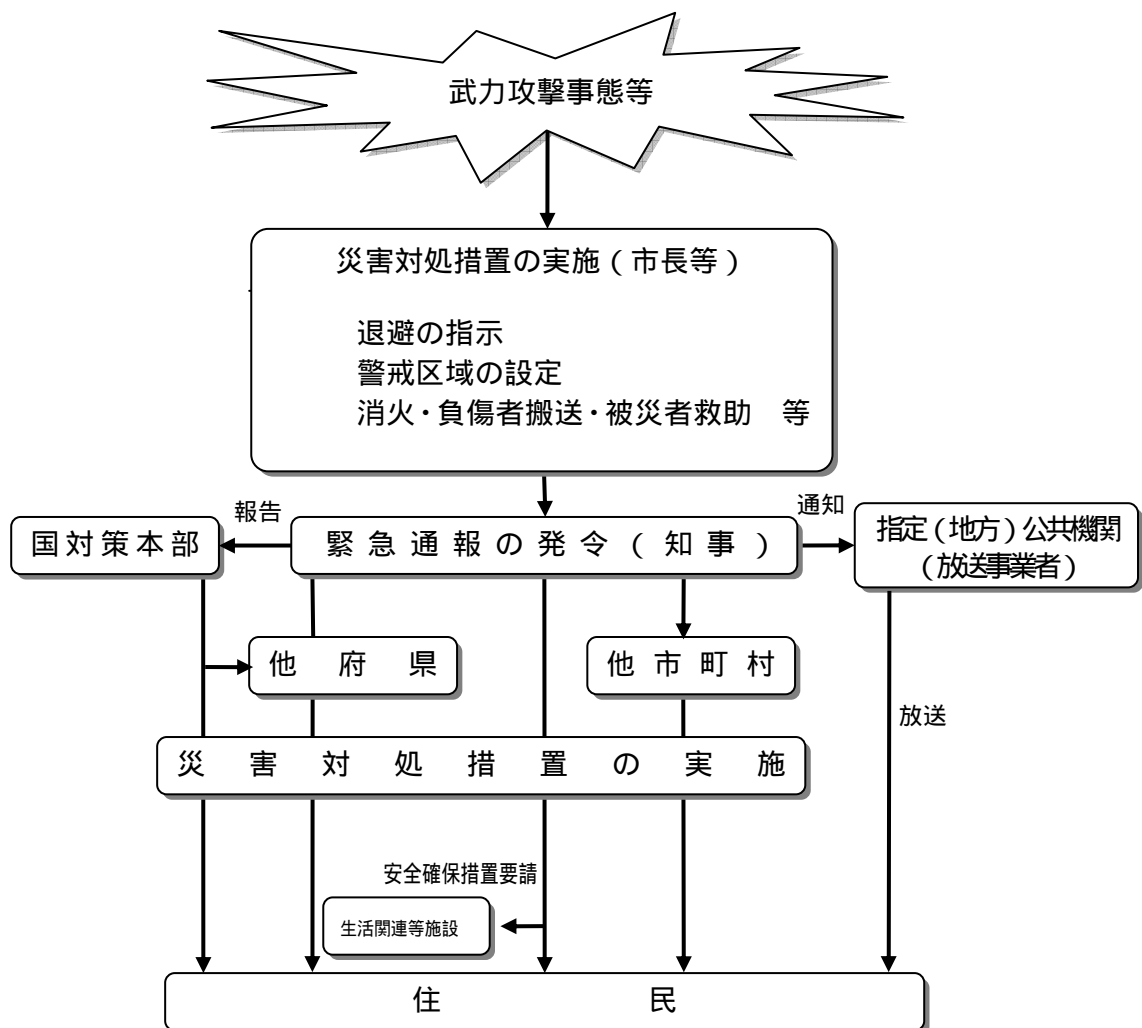 武力攻撃事態等
災害対処措置の実施(市長等)
退避の指示
警戒区域の設定
消火・負傷者搬送・被災者救助 等
報告
通知
国対策本部
緊急通報の発令(知事)
指定(地方)公共機関
(放送事業者)
他府県
他市町村
放送
災害対処措置の実施
安全確保措置要請
生活関連等施設
住民